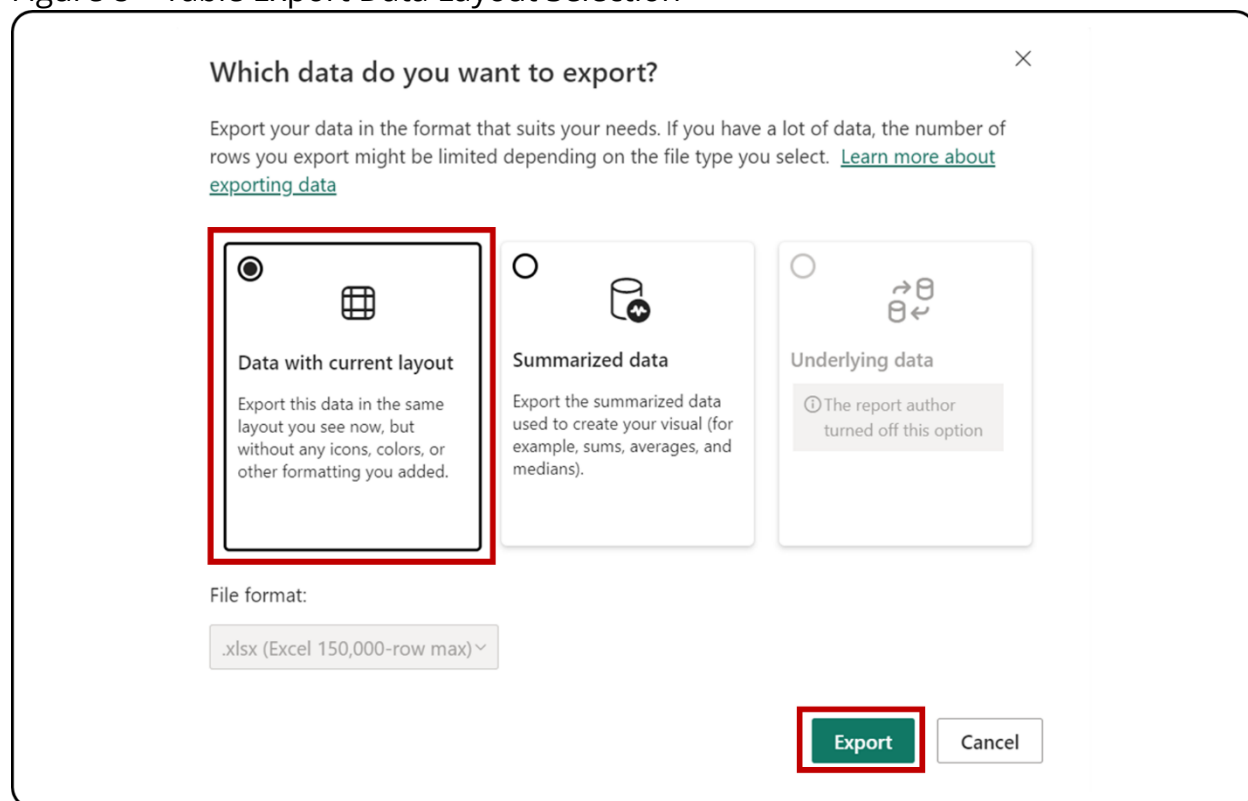 Which data do you want to export?
Export your data in the format that suits your needs. If you have a lot of data, the number of
rows you export might be limited depending on the file type you select. Learn more about
exporting data
Data with current layout
Export this data in the same
layout you see now, but
without any icons, colors, or
other formatting you added.
Summarized data
Export the summarized data
used to create your visual (for
example, sums, averages, and
medians).
Underlying data
The report author
turned off this option
File format:
.xlsx (Excel 150,000-row max)
Export
Cancel